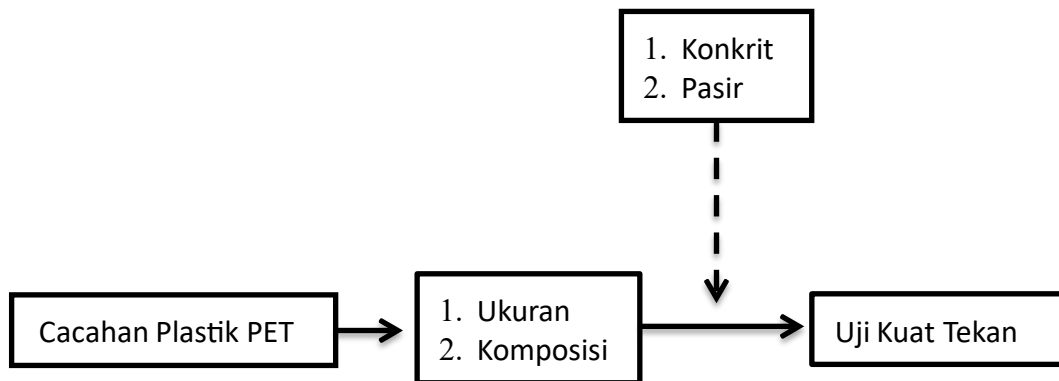 1. Konkrit
2. Pasir
Cacahan Plastik PET
1. Ukuran
2. Komposisi
Uji Kuat Tekan